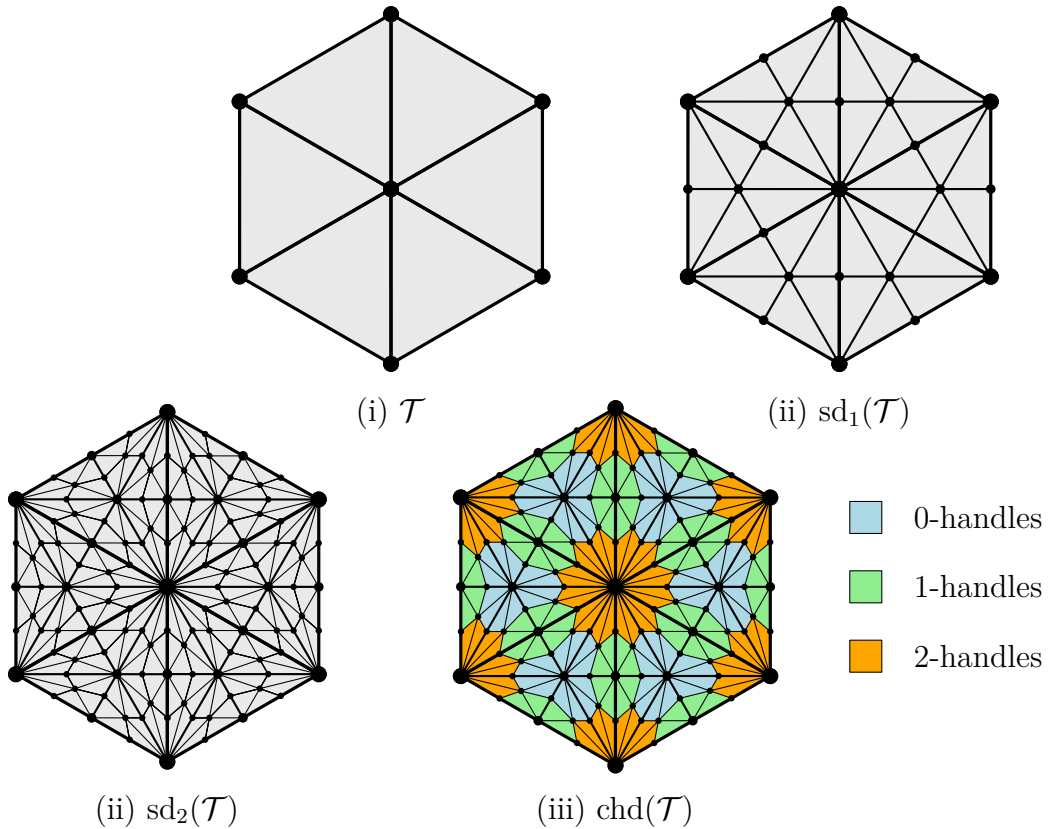 (i) 𝒯
(ii) sd₁(𝒯)
0-handles
1-handles
2-handles
(ii) sd₂(𝒯)
(iii) chd(𝒯)